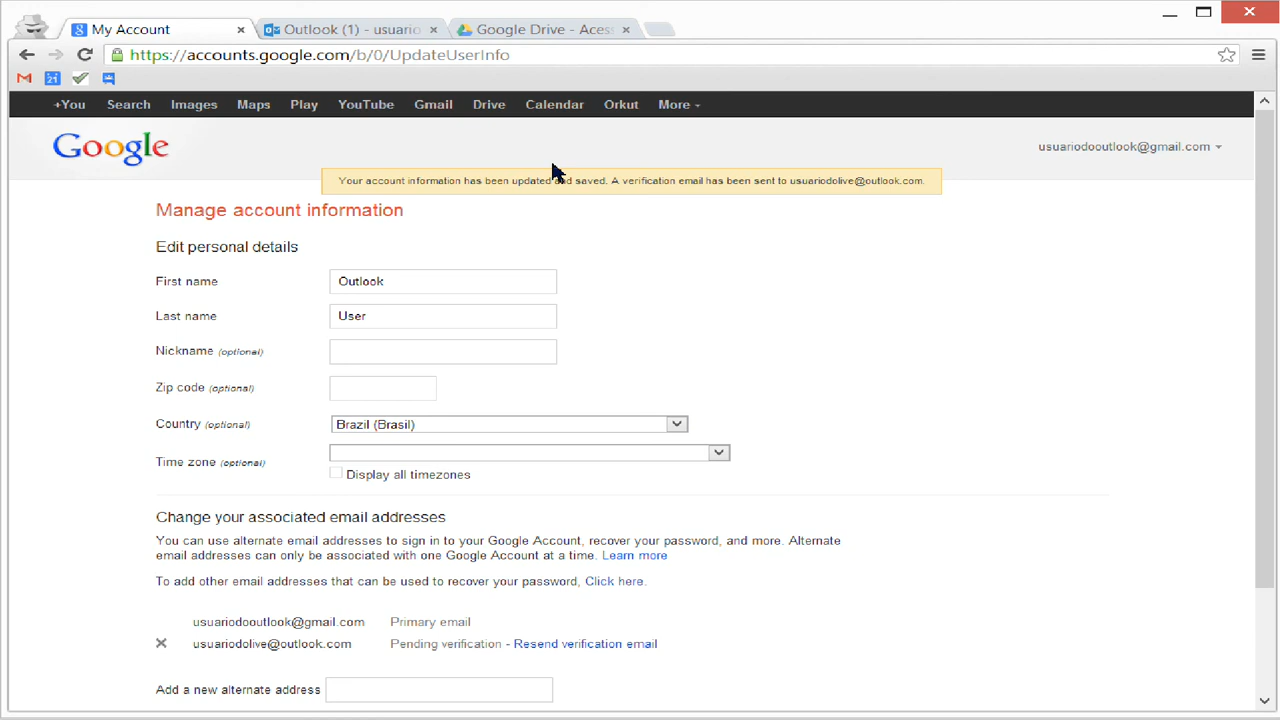 My Account
Outlook (1) - usuario
Google Drive - Aces
https://accounts.google.com/b/0/UpdateUserInfo
21
+You Search Images Maps Play YouTube Gmail Drive Calendar Orkut More
Google
usuariodooutlook@gmail.com
Your account information has been updated and saved. A verification email has been sent to usuariodolive@outlook.com.
Manage account information
Edit personal details
First name Outlook
Last name User
Nickname (optional)
Zip code (optional)
Country (optional) Brazil (Brasil)
Time zone (optional)
Display all timezones
Change your associated email addresses
You can use alternate email addresses to sign in to your Google Account, recover your password, and more. Alternate
email addresses can only be associated with one Google Account at a time. Learn more
To add other email addresses that can be used to recover your password, Click here.
usuariodooutlook@gmail.com Primary email
usuariodolive@outlook.com Pending verification - Resend verification email
Add a new alternate address